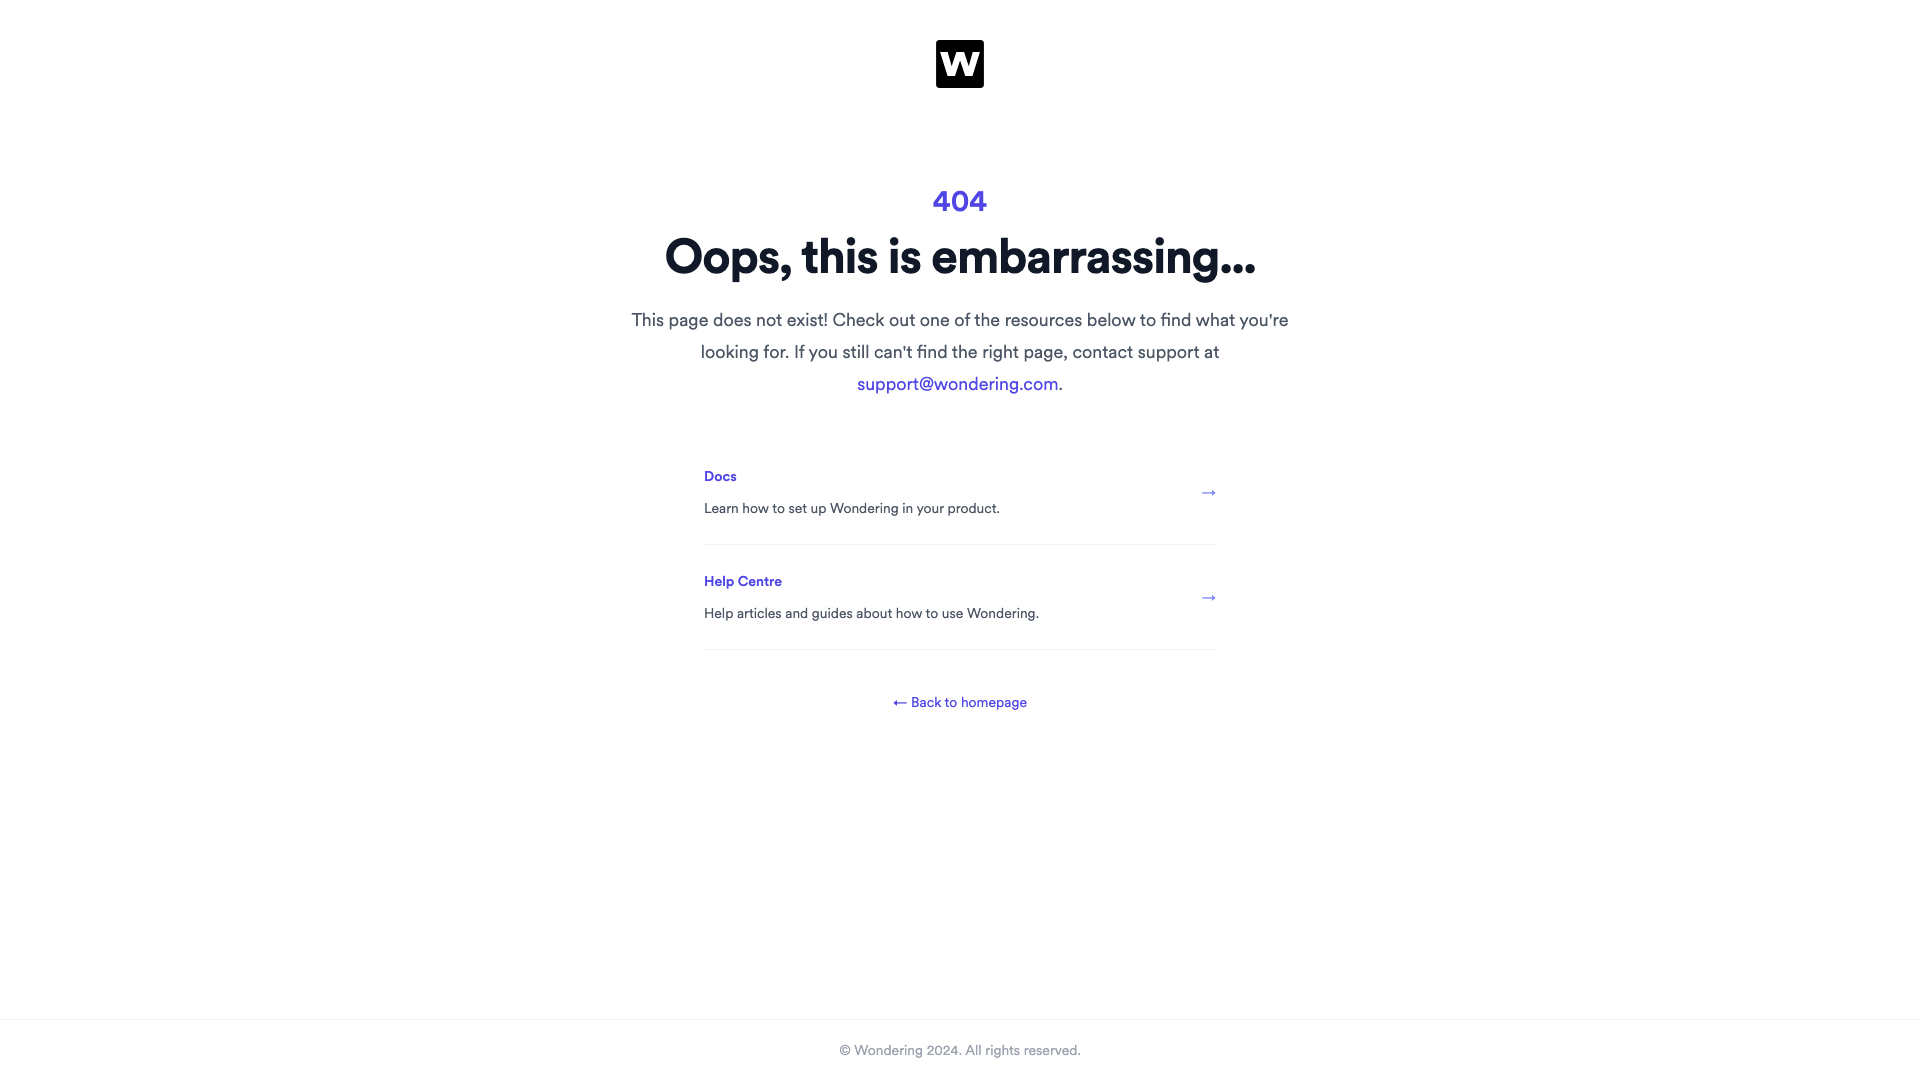 W
404
Oops, this is embarrassing...
This page does not exist! Check out one of the resources below to find what you're
looking for. If you still can't find the right page, contact support at
support@wondering.com.
Docs
→
Learn how to set up Wondering in your product.
Help Centre
→
Help articles and guides about how to use Wondering.
← Back to homepage
© Wondering 2024. All rights reserved.